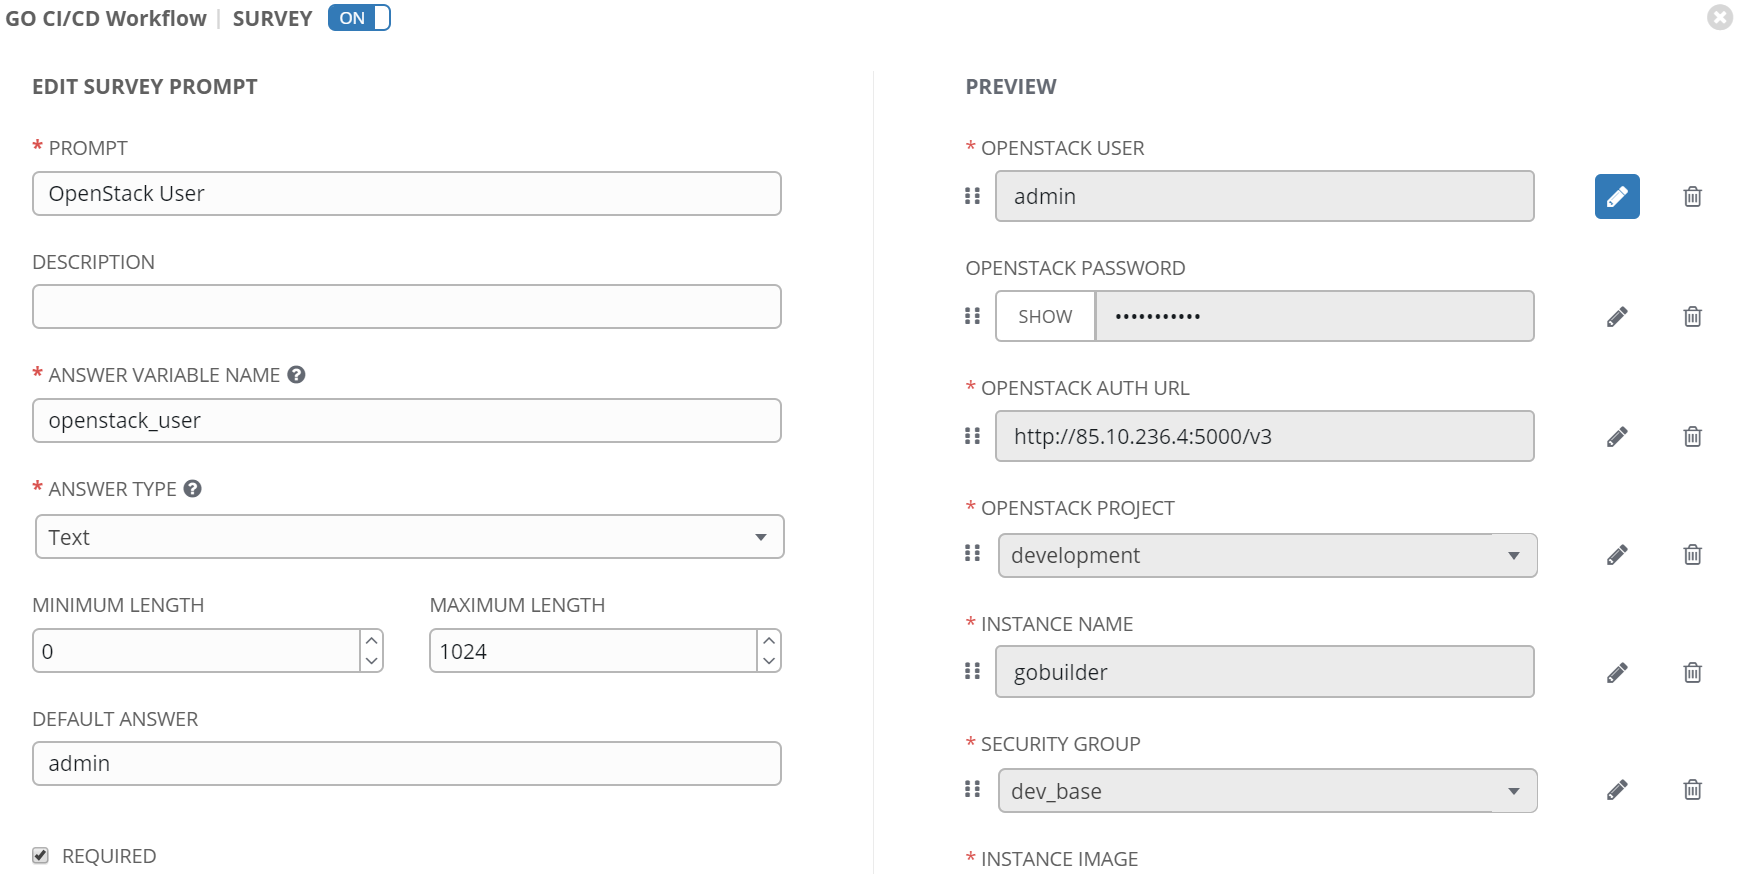 GO CI/CD Workflow | SURVEY ON
EDIT SURVEY PROMPT
* PROMPT
OpenStack User
DESCRIPTION
* ANSWER VARIABLE NAME ?
openstack_user
* ANSWER TYPE ?
Text
MINIMUM LENGTH MAXIMUM LENGTH
0 1024
DEFAULT ANSWER
admin
REQUIRED
PREVIEW
* OPENSTACK USER
admin
OPENSTACK PASSWORD
SHOW •••••••••••
* OPENSTACK AUTH URL
http://85.10.236.4:5000/v3
* OPENSTACK PROJECT
development
* INSTANCE NAME
gobuilder
* SECURITY GROUP
dev_base
* INSTANCE IMAGE